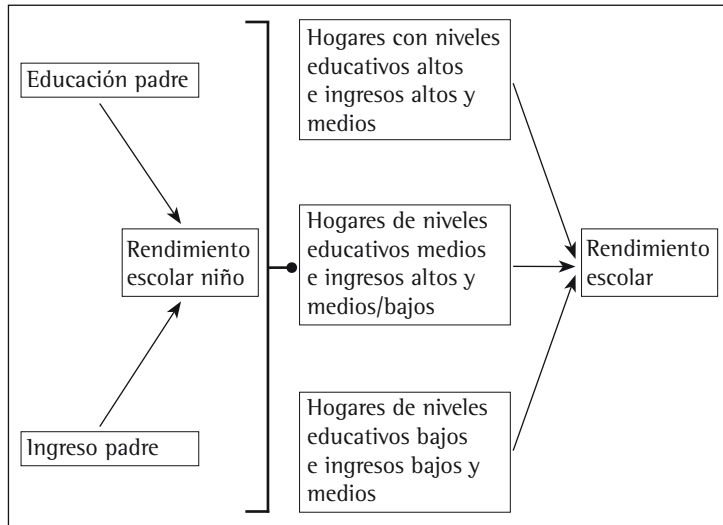 Educación padre
Rendimiento
escolar niño
Ingreso padre
Hogares con niveles
educativos altos
e ingresos altos y
medios
Hogares de niveles
educativos medios
e ingresos altos y
medios/bajos
Hogares de niveles
educativos bajos
e ingresos bajos y
medios
Rendimiento
escolar